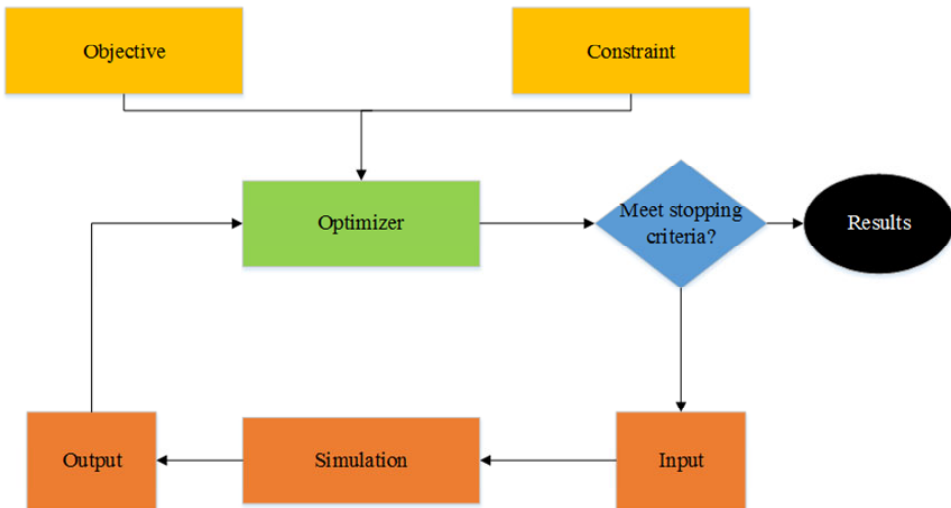 Objective
Constraint
Optimizer
Meet stopping
criteria?
Results
Output
Simulation
Input